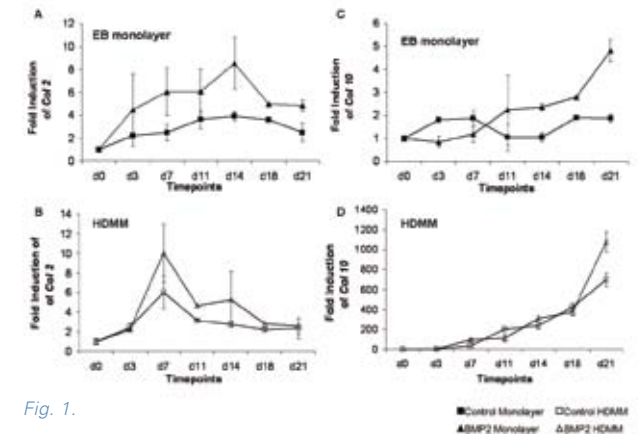 A
EB monolayer
Fold Induction
of Col 2
12
10
8
6
4
2
0
d0 d3 d7 d11 d14 d18 d21
Timepoints
C
EB monolayer
Fold Induction
of Col 10
6
5
4
3
2
1
0
d0 d3 d7 d11 d14 d18 d21
Timepoints
B
HDMM
Fold Induction of
Col 2
14
12
10
8
6
4
2
0
d0 d3 d7 d11 d14 d18 d21
Timepoints
D
HDMM
Fold Induction
of Col 10
1400
1200
1000
800
600
400
200
0
d0 d3 d7 d11 d14 d18 d21
Timepoints
Fig. 1.
Control Monolayer Control HDMM
BMP2 Monolayer BMP2 HDMM